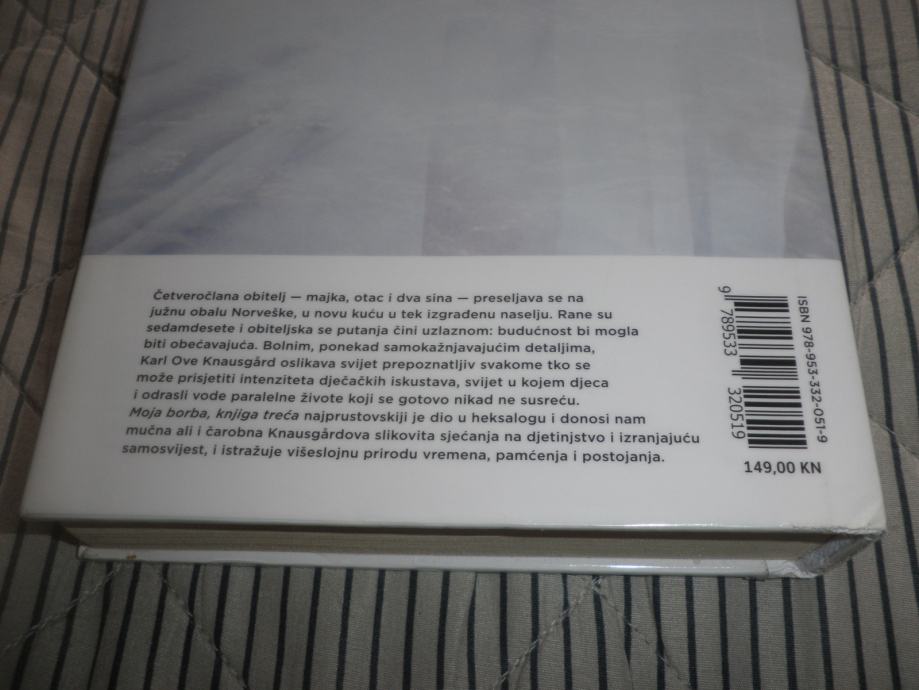 Četveročlana obitelj — majka, otac i dva sina — preseljava se na
južnu obalu Norveške, u novu kuću u tek izgrađenu naselju. Rane su
sedamdesete i obiteljska se putanja čini uzlaznom: budućnost bi mogla
biti obećavajuća. Bolnim, ponekad samokažnjavajućim detaljima,
Karl Ove Knausgård oslikava svijet prepoznatljiv svakome tko se
može prisjetiti intenziteta dječačkih iskustava, svijet u kojem djeca
i odrasli vode paralelne živote koji se gotovo nikad ne susreću.
Moja borba, knjiga treća najprustovskiji je dio u heksalogu i donosi nam
mučna ali i čarobna Knausgårdova slikovita sjećanja na djetinjstvo i izranjajuću
samosvijest, i istražuje višeslojnu prirodu vremena, pamćenja i postojanja.
ISBN 978-953-332-051-9
9 789533 320519
149,00 KN